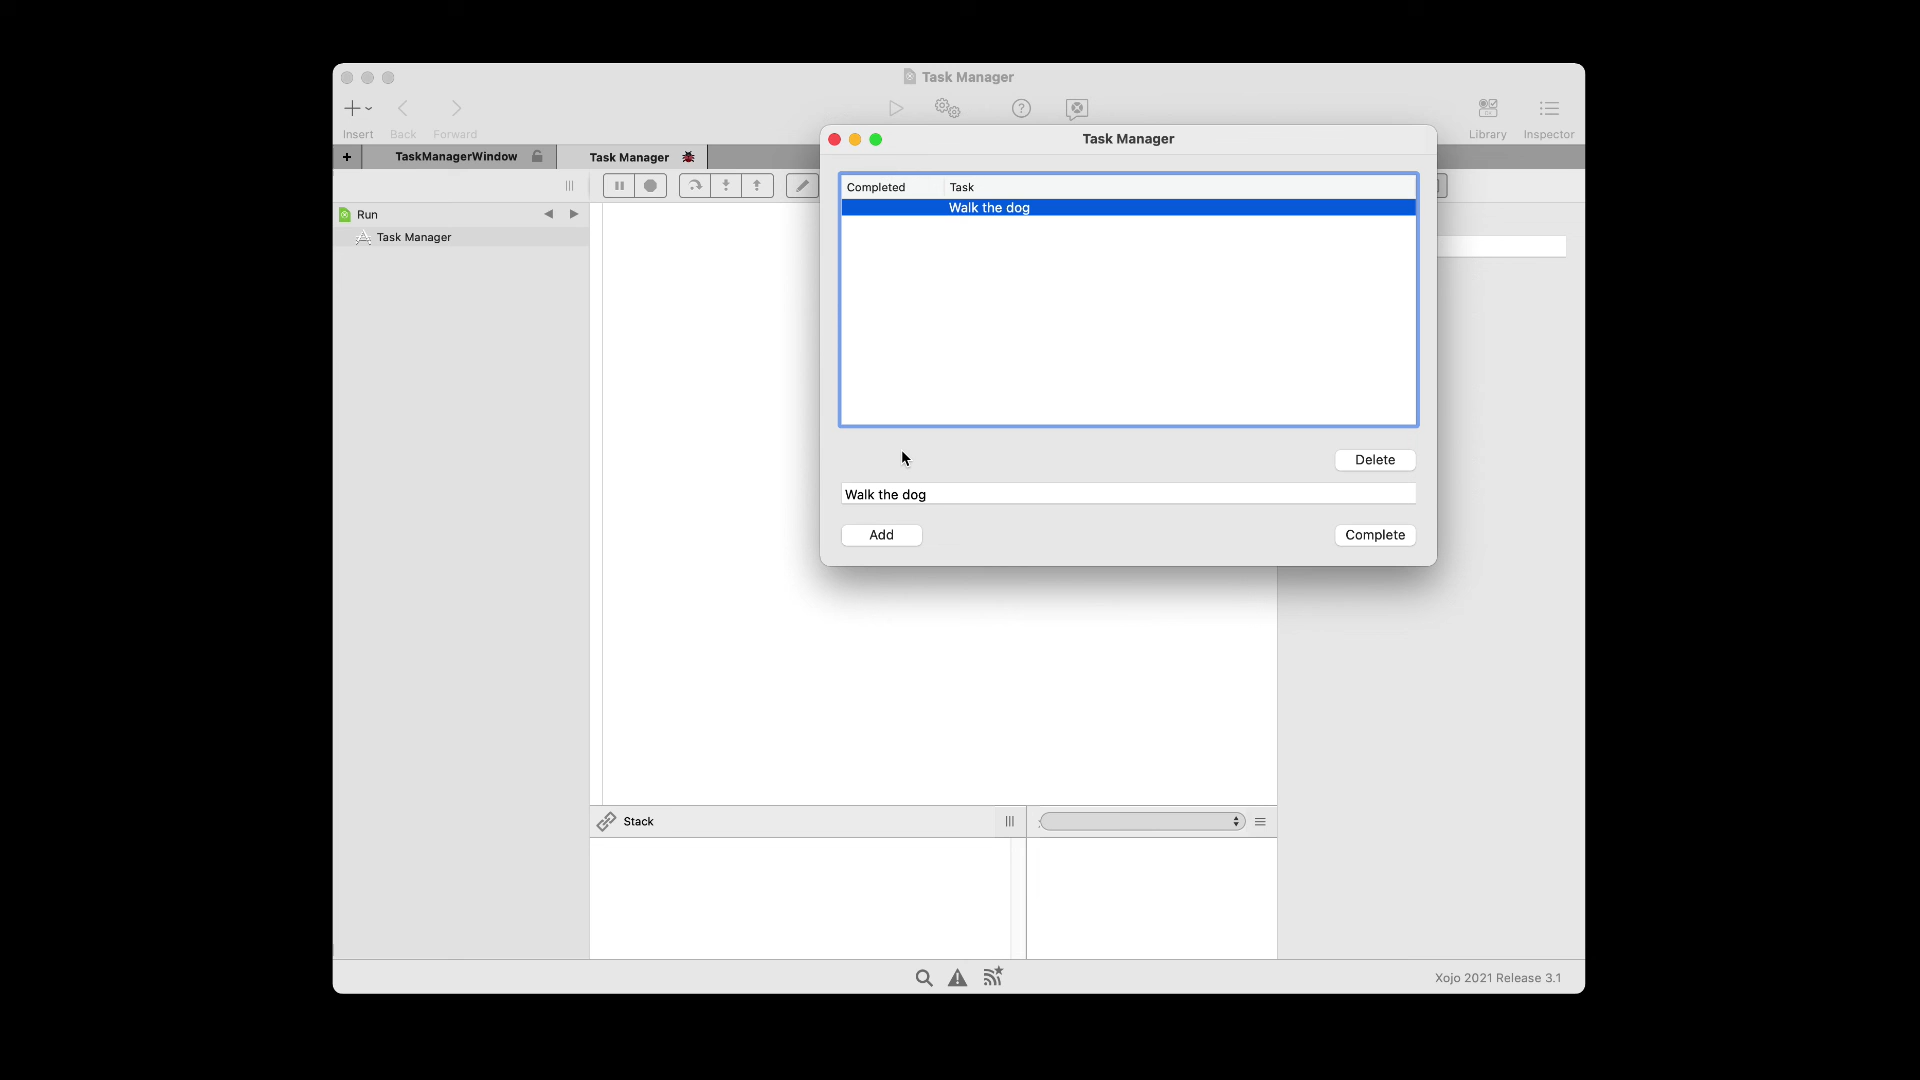 Task Manager
Insert Back Forward
Library Inspector
TaskManagerWindow
Task Manager
Run
Task Manager
Task Manager
Completed Task
Walk the dog
Delete
Walk the dog
Add Complete
Stack
Xojo 2021 Release 3.1